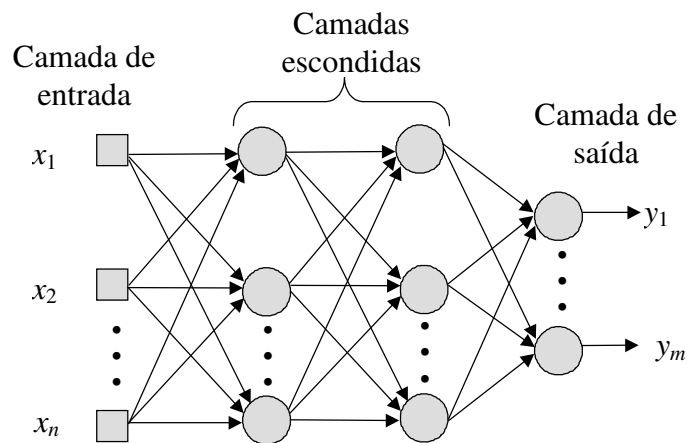 Camadas
escondidas
Camada de
entrada
Camada de
saída
x1
x2
xn
y1
ym